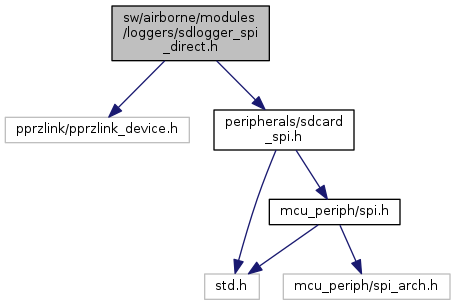 sw/airborne/modules
/loggers/sdlogger_spi
_direct.h
pprzlink/pprzlink_device.h
peripherals/sdcard
_spi.h
mcu_periph/spi.h
std.h
mcu_periph/spi_arch.h